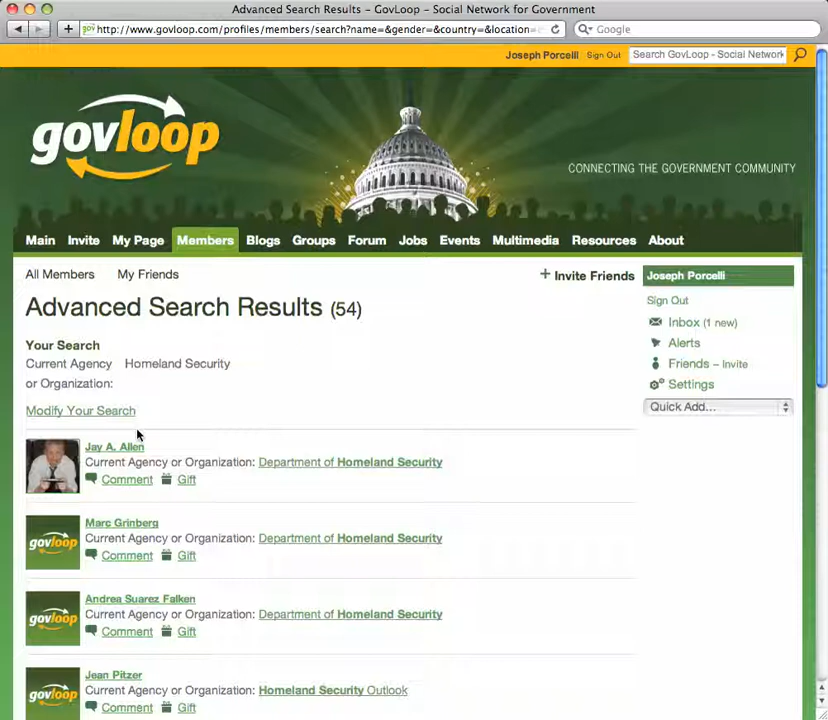 Advanced Search Results – GovLoop – Social Network for Government
http://www.govloop.com/profiles/members/search?name=&gender=&country=&location=
Google
Joseph Porcelli Sign Out Search GovLoop - Social Network
govloop
CONNECTING THE GOVERNMENT COMMUNITY
Main Invite My Page Members Blogs Groups Forum Jobs Events Multimedia Resources About
All Members My Friends + Invite Friends
Joseph Porcelli
Sign Out
Inbox (1 new)
Alerts
Friends – Invite
Settings
Quick Add...
Advanced Search Results (54)
Your Search
Current Agency Homeland Security
or Organization:
Modify Your Search
Jay A. Allen
Current Agency or Organization: Department of Homeland Security
Comment Gift
govloop
Marc Grinberg
Current Agency or Organization: Department of Homeland Security
Comment Gift
govloop
Andrea Suarez Falken
Current Agency or Organization: Department of Homeland Security
Comment Gift
govloop
Jean Pitzer
Current Agency or Organization: Homeland Security Outlook
Comment Gift